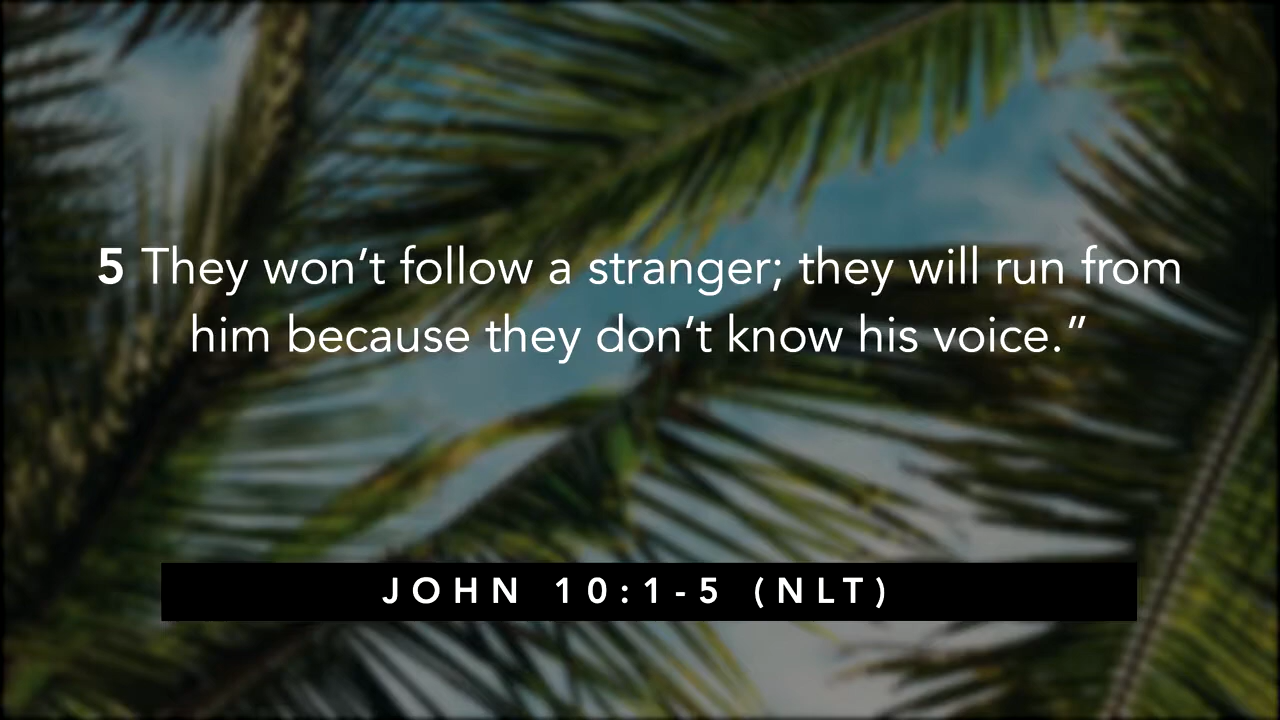 5 They won’t follow a stranger; they will run from
him because they don’t know his voice.”
JOHN 10:1-5 (NLT)